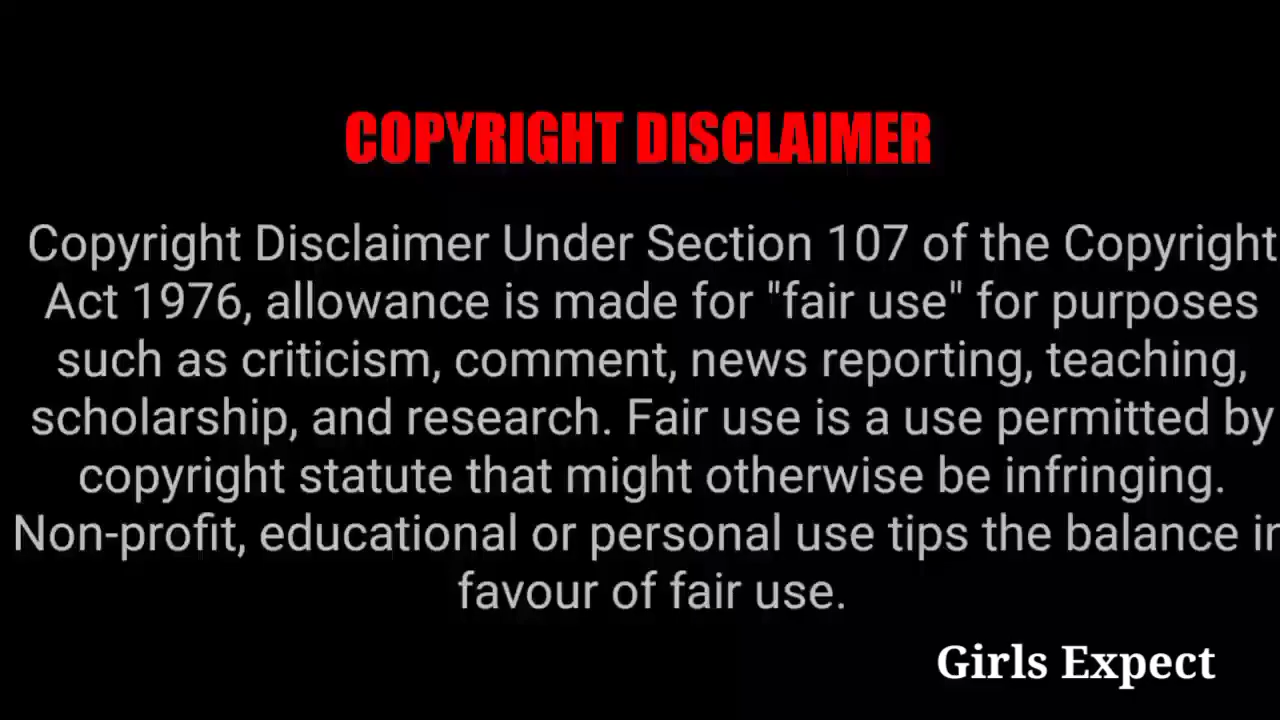 COPYRIGHT DISCLAIMER
Copyright Disclaimer Under Section 107 of the Copyright
Act 1976, allowance is made for "fair use" for purposes
such as criticism, comment, news reporting, teaching,
scholarship, and research. Fair use is a use permitted by
copyright statute that might otherwise be infringing.
Non-profit, educational or personal use tips the balance in
favour of fair use.
Girls Expect